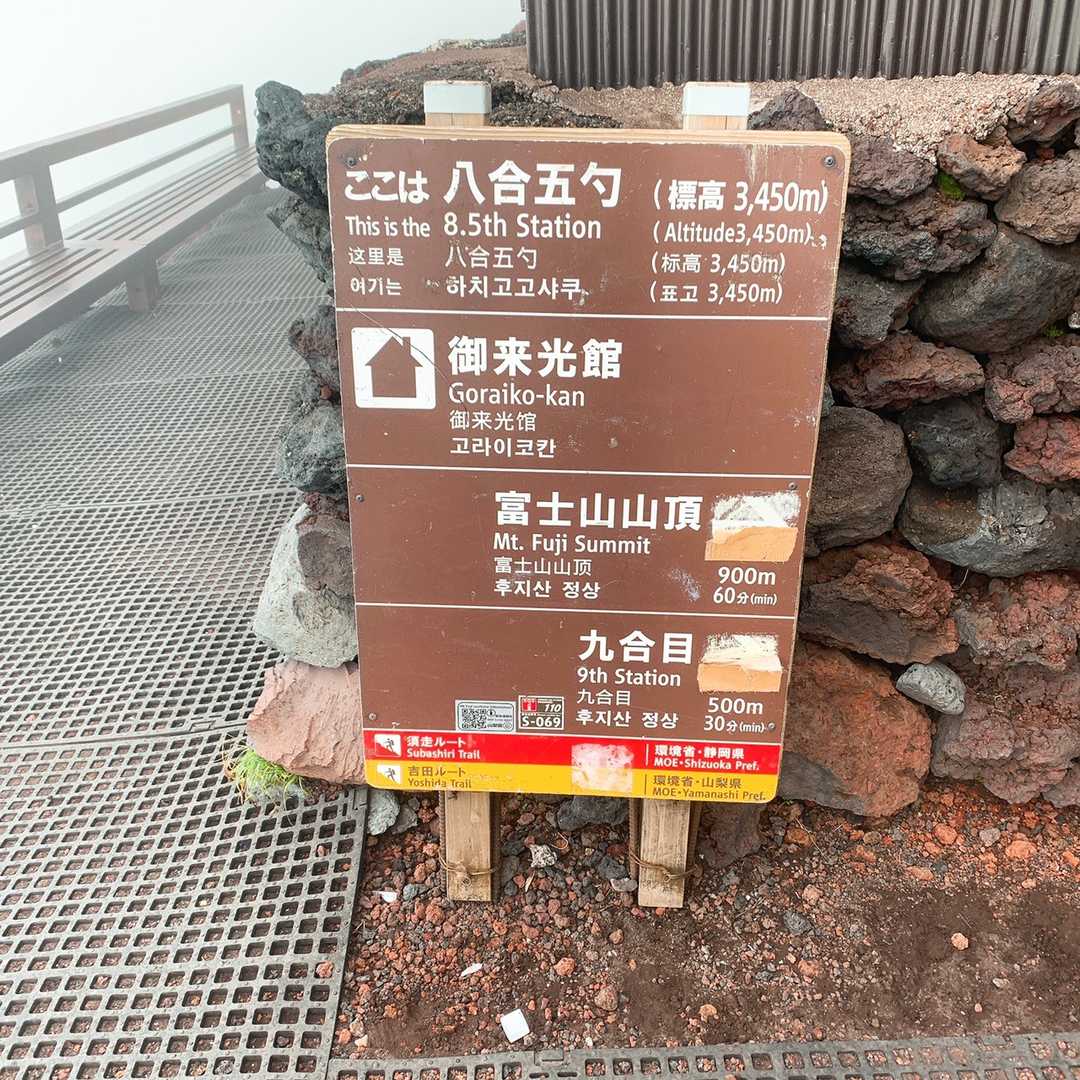 ここは 八合五勺 (標高 3,450m)
This is the 8.5th Station (Altitude3,450m)
这里是 八合五勺 (标高 3,450m)
여기는 하치고고샤쿠 (표고 3,450m)
御来光館
Goraiko-kan
御来光馆
고라이코칸
富士山山頂
Mt. Fuji Summit
富士山山顶
후지산 정상
900m
60分(min)
九合目
9th Station
九合目
후지산 정상
500m
30分(min)
110
S-069
須走ルート
Subashiri Trail
環境省・静岡県
MOE・Shizuoka Pref.
吉田ルート
Yoshida Trail
環境省・山梨県
MOE・Yamanashi Pref.